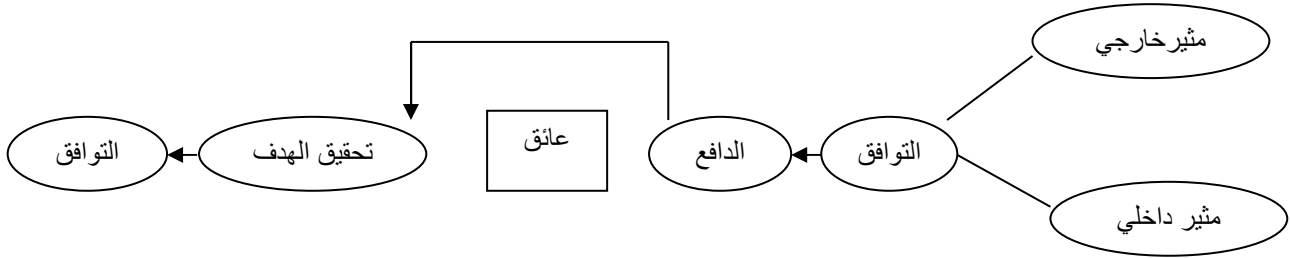 مثيرخارجي
التوافق
الدافع
عائق
تحقيق الهدف
التوافق
مثير داخلي